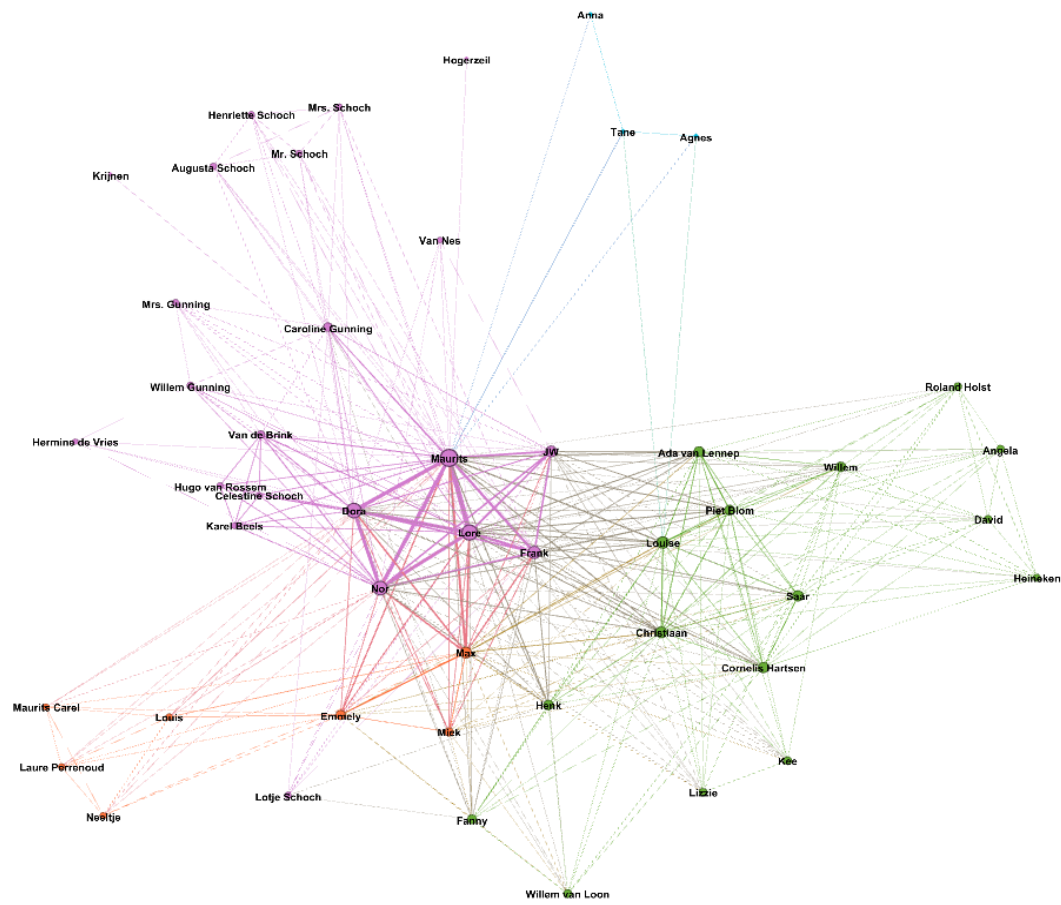 Anna
Hogerzeil
Mrs. Schoch
Henriette Schoch
Tane
Agnes
Mr. Schoch
Augusta Schoch
Krijnen
Van Nes
Mrs. Gunning
Caroline Gunning
Willem Gunning
Roland Holst
Van de Brink
Hermine de Vries
JW
Ada van Lennep
Angela
Maurits
Willem
Hugo van Rossem
Celestine Schoch
Dora
Piet Blom
David
Karel Beels
Lore
Louise
Frank
Heineken
Nor
Saar
Christiaan
Max
Cornelis Hartsen
Maurits Carel
Henk
Louis
Emmely
Miek
Kee
Laure Perrenoud
Lizzie
Lotje Schoch
Neeltje
Fanny
Willem van Loon